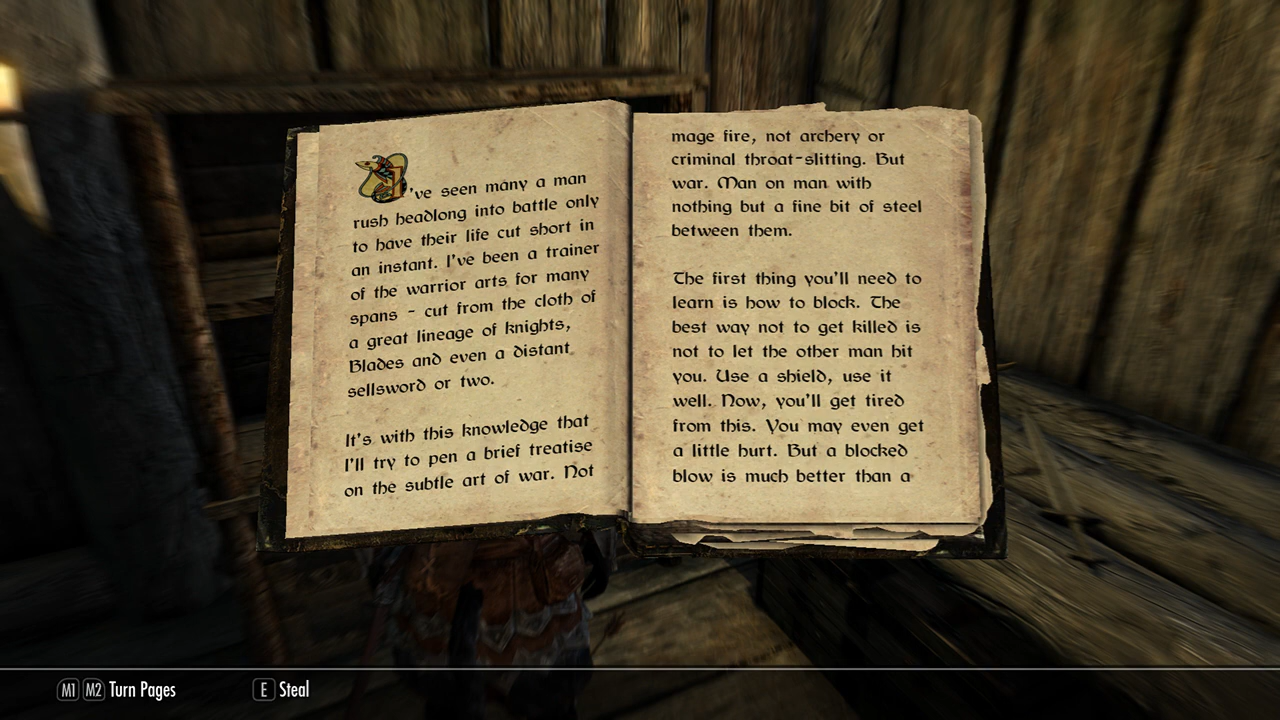 I've seen many a man
rush headlong into battle only
to have their life cut short in
an instant. I've been a trainer
of the warrior arts for many
spans - cut from the cloth of
a great lineage of knights,
Blades and even a distant
sellsword or two.
It's with this knowledge that
I'll try to pen a brief treatise
on the subtle art of war. Not
mage fire, not archery or
criminal throat-slitting. But
war. Man on man with
nothing but a fine bit of steel
between them.
The first thing you'll need to
learn is how to block. The
best way not to get killed is
not to let the other man hit
you. Use a shield, use it
well. Now, you'll get tired
from this. You may even get
a little hurt. But a blocked
blow is much better than a
M1 M2 Turn Pages
E Steal